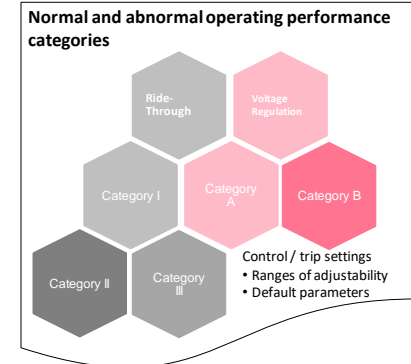 Normal and abnormal operating performance
categories
Ride-
Through
Voltage
Regulation
Category I
Category
A
Category B
Category II
Category
III
Control / trip settings
• Ranges of adjustability
• Default parameters